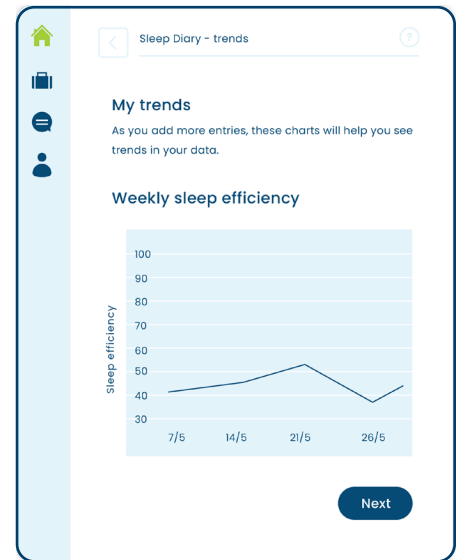 Sleep Diary - trends
?
My trends
As you add more entries, these charts will help you see
trends in your data.
Weekly sleep efficiency
Sleep efficiency
100
90
80
70
60
50
40
30
7/5 14/5 21/5 26/5
Next